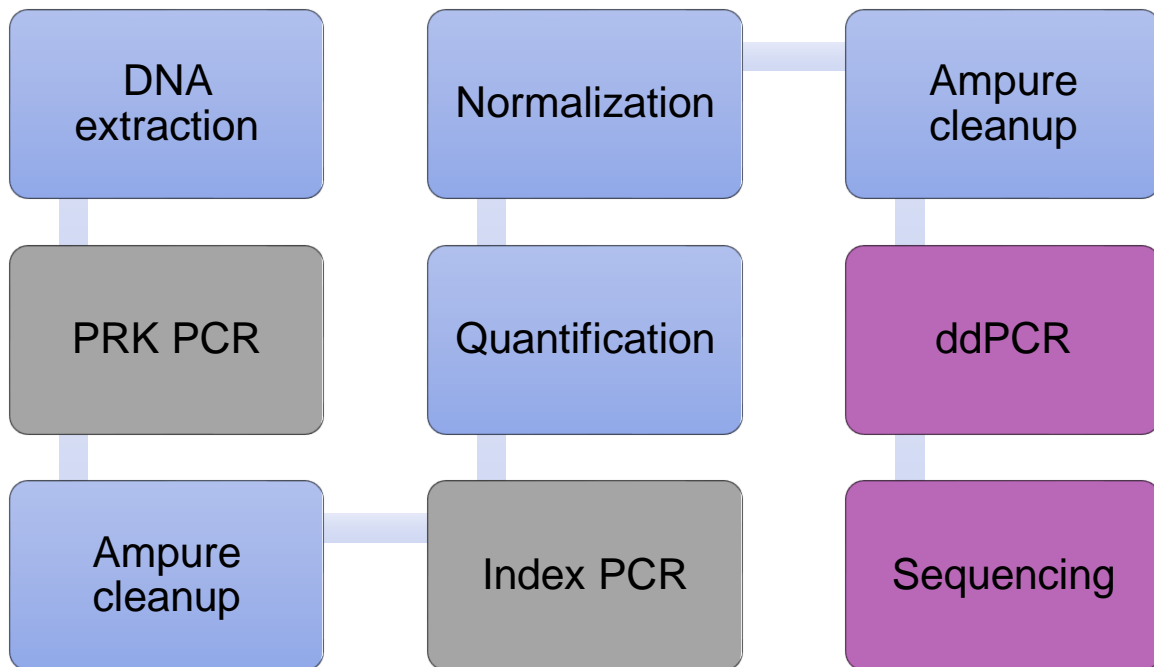 DNA
extraction
PRK PCR
Ampure
cleanup
Index PCR
Quantification
Normalization
Ampure
cleanup
ddPCR
Sequencing